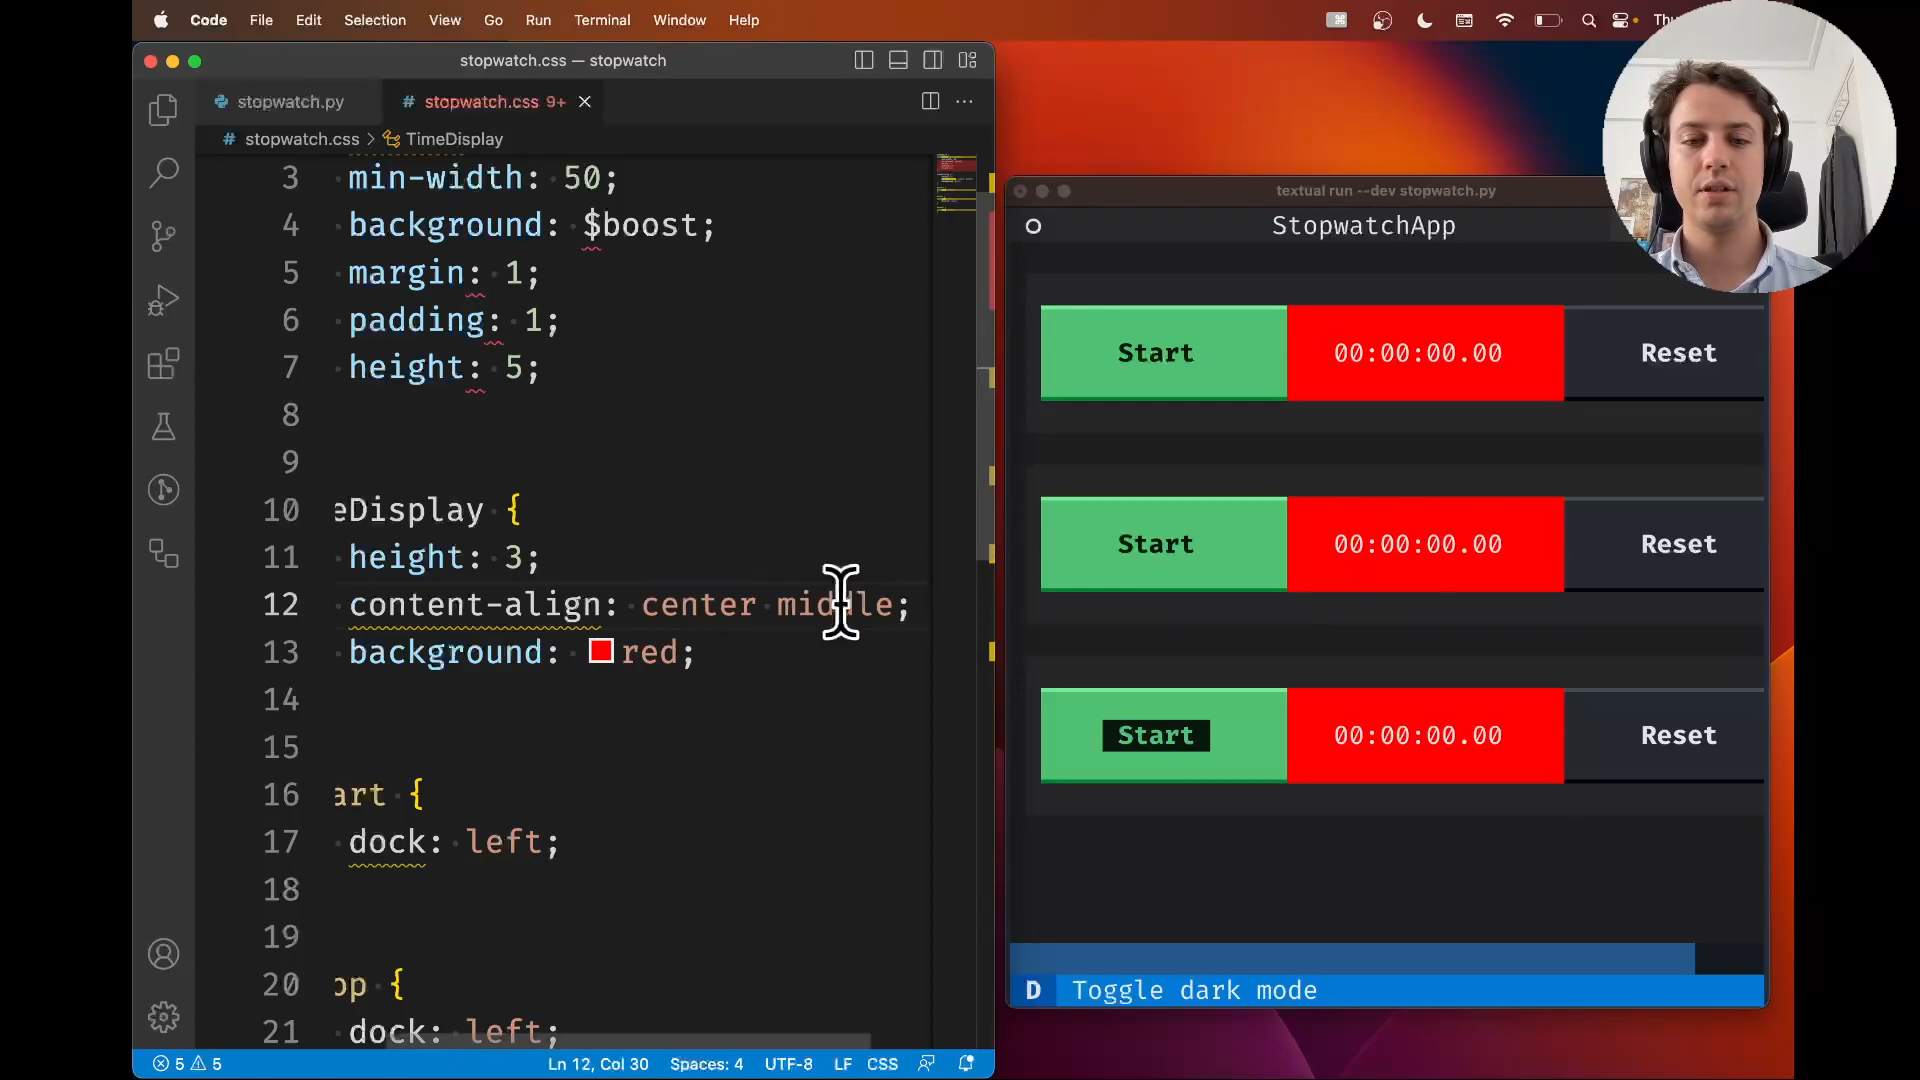 Code File Edit Selection View Go Run Terminal Window Help
Thu
stopwatch.css — stopwatch
stopwatch.py
# stopwatch.css 9+
# stopwatch.css > TimeDisplay
3 min-width: 50;
4 background: $boost;
5 margin: 1;
6 padding: 1;
7 height: 5;
8
9
10 eDisplay {
11 height: 3;
12 content-align: center middle;
13 background: red;
14
15
16 art {
17 dock: left;
18
19
20 op {
21 dock: left;
5 5 Ln 12, Col 30 Spaces: 4 UTF-8 LF CSS
textual run --dev stopwatch.py
StopwatchApp
Start 00:00:00.00 Reset
Start 00:00:00.00 Reset
Start 00:00:00.00 Reset
D Toggle dark mode